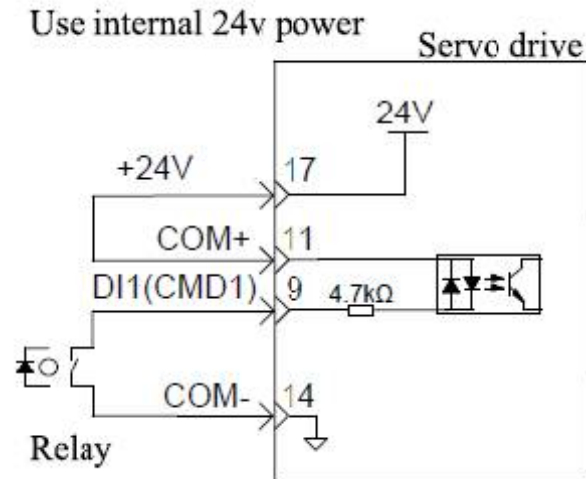 Use internal 24v power
Servo drive
24V
+24V 17
COM+ 11
DI1(CMD1) 9 4.7kΩ
COM- 14
Relay